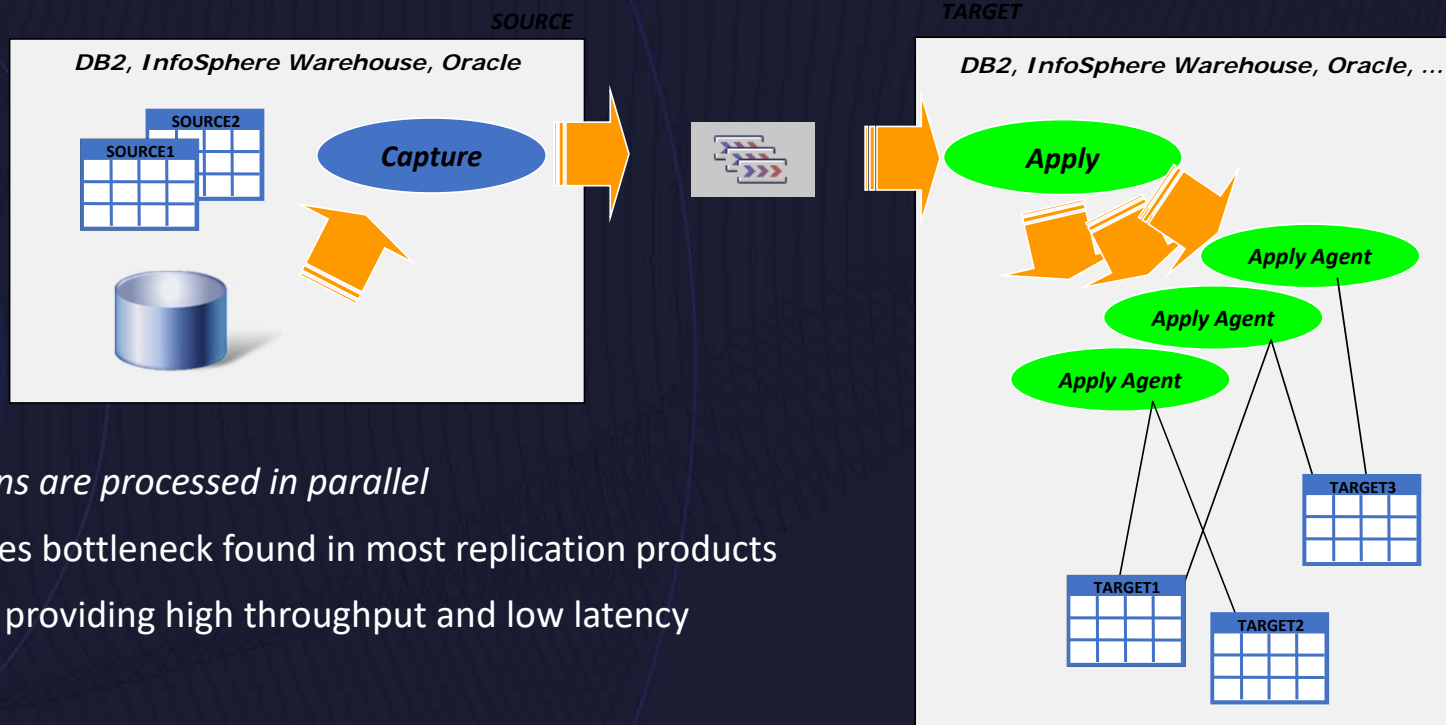 SOURCE
DB2, InfoSphere Warehouse, Oracle
SOURCE2
SOURCE1
Capture
TARGET
DB2, InfoSphere Warehouse, Oracle, ...
Apply
Apply Agent
Apply Agent
Apply Agent
TARGET3
TARGET1
TARGET2
ns are processed in parallel
es bottleneck found in most replication products
providing high throughput and low latency